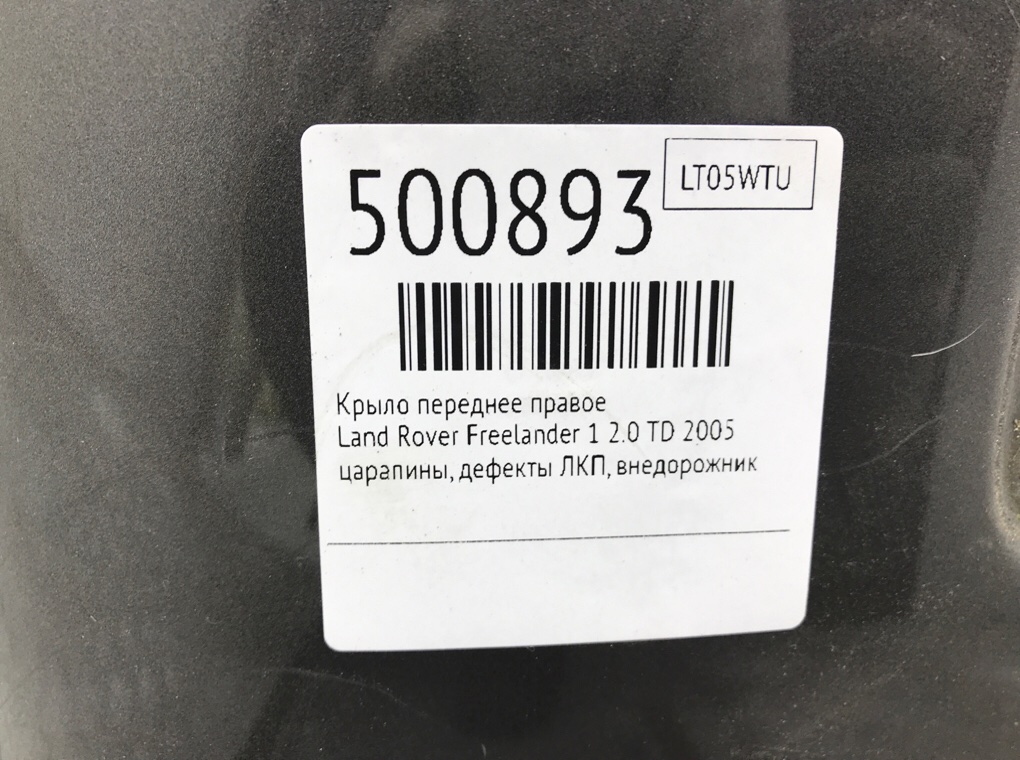 500893
LT05WTU
Крыло переднее правое
Land Rover Freelander 1 2.0 TD 2005
царапины, дефекты ЛКП, внедорожник